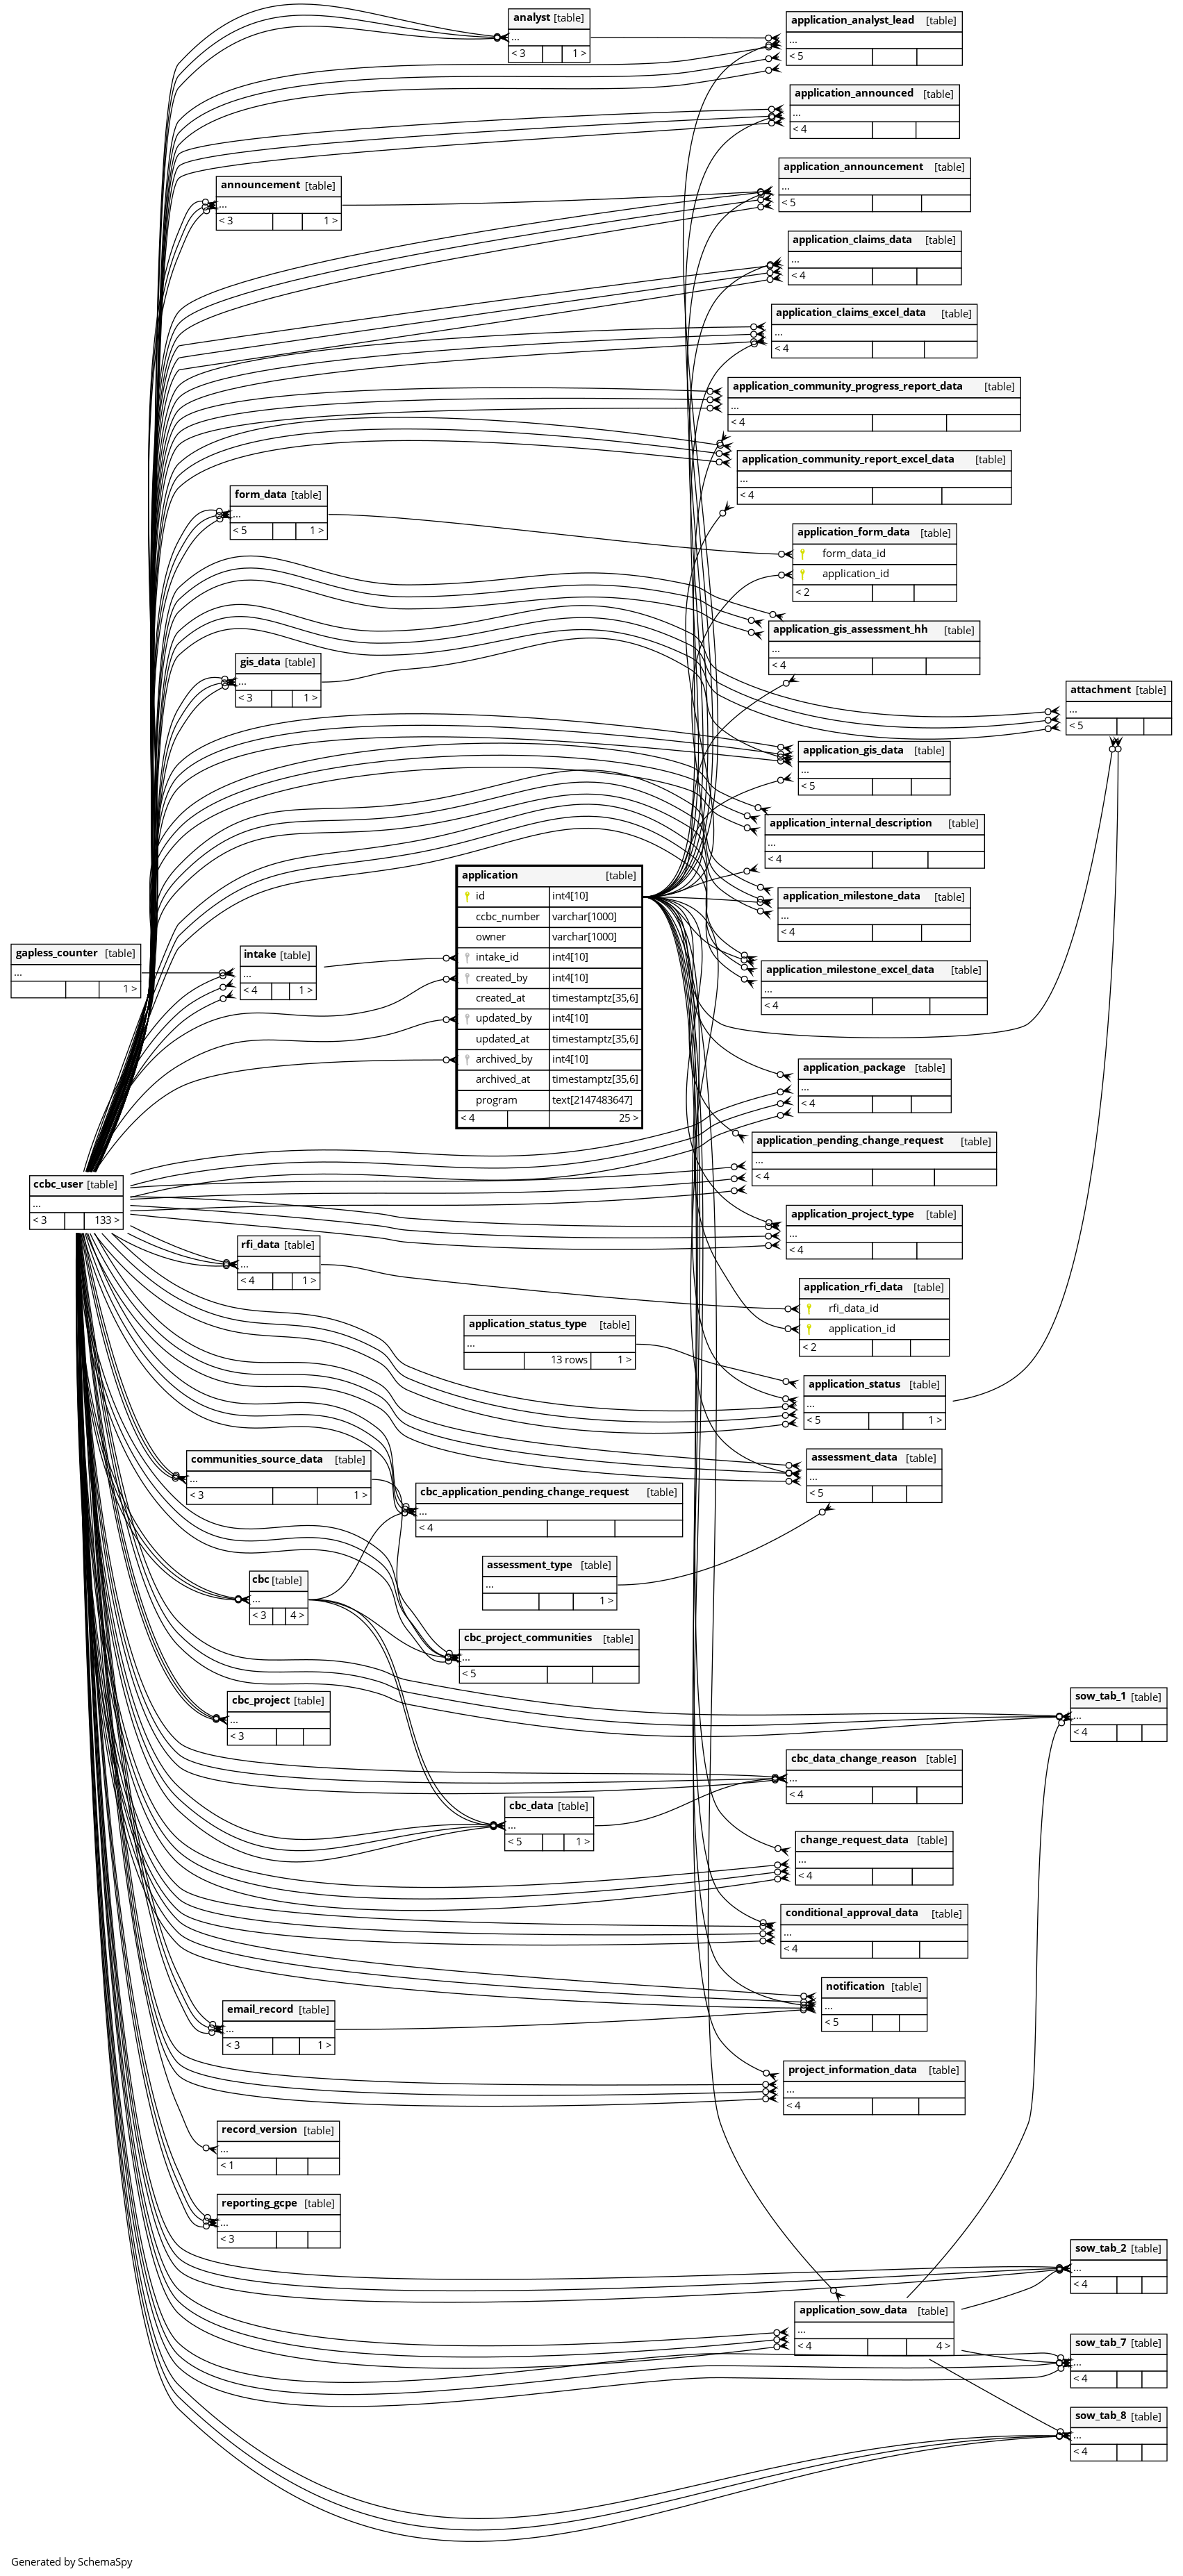 analyst [table]
...
< 3 1 >
application_analyst_lead [table]
...
< 5
application_announced [table]
...
< 4
application_announcement [table]
...
< 5
announcement [table]
...
< 3 1 >
application_claims_data [table]
...
< 4
application_claims_excel_data [table]
...
< 4
application_community_progress_report_data [table]
...
< 4
application_community_report_excel_data [table]
...
< 4
form_data [table]
...
< 5 1 >
application_form_data [table]
form_data_id
application_id
< 2
application_gis_assessment_hh [table]
...
< 4
gis_data [table]
...
< 3 1 >
attachment [table]
...
< 5
application_gis_data [table]
...
< 5
application_internal_description [table]
...
< 4
application [table]
id int4[10]
ccbc_number varchar[1000]
owner varchar[1000]
intake_id int4[10]
created_by int4[10]
created_at timestamptz[35,6]
updated_by int4[10]
updated_at timestamptz[35,6]
archived_by int4[10]
archived_at timestamptz[35,6]
program text[2147483647]
< 4 25 >
application_milestone_data [table]
...
< 4
gapless_counter [table]
...
1 >
intake [table]
...
< 4 1 >
application_milestone_excel_data [table]
...
< 4
application_package [table]
...
< 4
application_pending_change_request [table]
...
< 4
ccbc_user [table]
...
< 3 133 >
application_project_type [table]
...
< 4
rfi_data [table]
...
< 4 1 >
application_rfi_data [table]
rfi_data_id
application_id
< 2
application_status_type [table]
...
13 rows 1 >
application_status [table]
...
< 5 1 >
communities_source_data [table]
...
< 3 1 >
assessment_data [table]
...
< 5
cbc_application_pending_change_request [table]
...
< 4
assessment_type [table]
...
1 >
cbc [table]
...
< 3 4 >
cbc_project_communities [table]
...
< 5
cbc_project [table]
...
< 3
sow_tab_1 [table]
...
< 4
cbc_data_change_reason [table]
...
< 4
cbc_data [table]
...
< 5 1 >
change_request_data [table]
...
< 4
conditional_approval_data [table]
...
< 4
notification [table]
...
< 5
email_record [table]
...
< 3 1 >
project_information_data [table]
...
< 4
record_version [table]
...
< 1
reporting_gcpe [table]
...
< 3
sow_tab_2 [table]
...
< 4
application_sow_data [table]
...
< 4 4 >
sow_tab_7 [table]
...
< 4
sow_tab_8 [table]
...
< 4
Generated by SchemaSpy